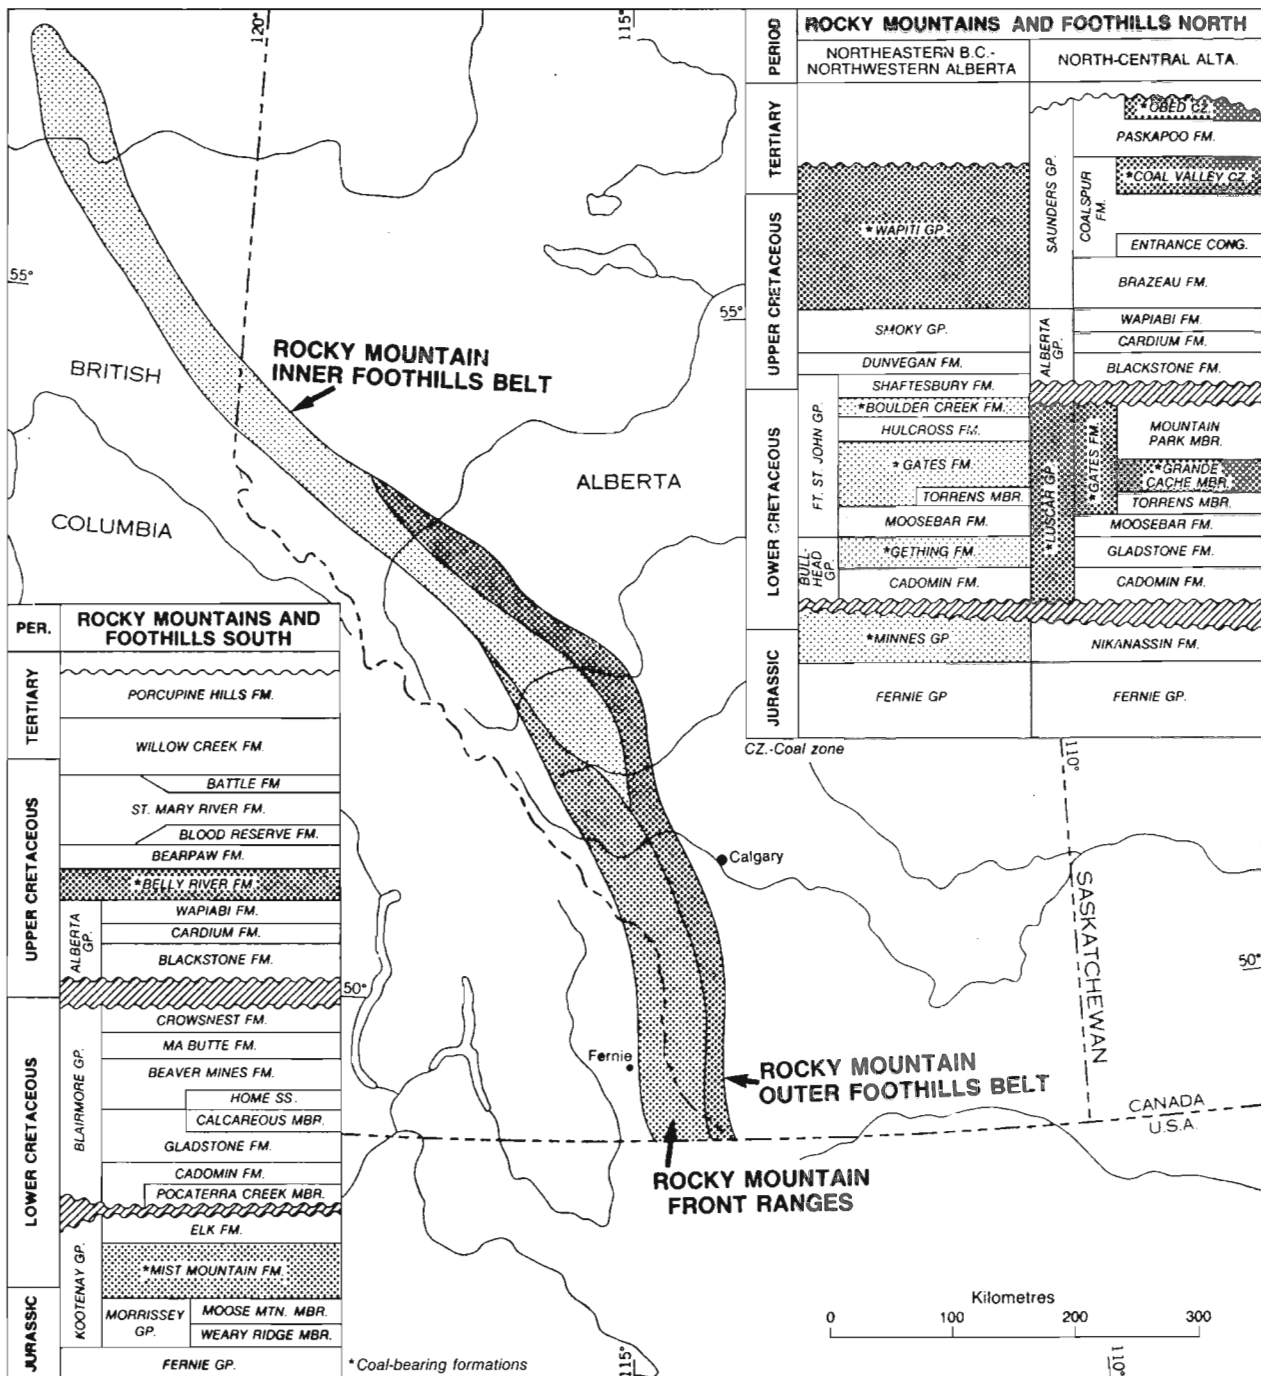 120°
115°
ROCKY MOUNTAINS AND FOOTHILLS NORTH
PERIOD
NORTHEASTERN B.C.-
NORTHWESTERN ALBERTA
NORTH-CENTRAL ALTA.
TERTIARY
UPPER CRETACEOUS
LOWER CRETACEOUS
JURASSIC
*WAPITI GP.
SMOKY GP.
DUNVEGAN FM.
FT. ST. JOHN GP.
SHAFTESBURY FM.
*BOULDER CREEK FM.
HULCROSS FM.
*GATES FM
TORRENS MBR.
MOOSEBAR FM.
BULL-
HEAD
GP.
*GETHING FM.
CADOMIN FM.
*MINNES GP.
FERNIE GP
SAUNDERS GP.
*OBED CZ.
PASKAPOO FM.
COALSPUR
FM.
*COAL VALLEY CZ.
ENTRANCE CONG.
BRAZEAU FM.
ALBERTA
GP.
WAPIABI FM.
CARDIUM FM.
BLACKSTONE FM.
*LUSCAR GP.
*GATES FM.
MOUNTAIN
PARK MBR.
*GRANDE
CACHE MBR.
TORRENS MBR.
MOOSEBAR FM.
GLADSTONE FM.
CADOMIN FM.
NIKANASSIN FM.
FERNIE GP.
CZ.-Coal zone
55°
55°
BRITISH
COLUMBIA
ALBERTA
ROCKY MOUNTAIN
INNER FOOTHILLS BELT
110°
Calgary
SASKATCHEWAN
50°
50°
Fernie
ROCKY MOUNTAIN
OUTER FOOTHILLS BELT
CANADA
U.S.A.
ROCKY MOUNTAIN
FRONT RANGES
PER.
ROCKY MOUNTAINS AND
FOOTHILLS SOUTH
TERTIARY
UPPER CRETACEOUS
LOWER CRETACEOUS
JURASSIC
PORCUPINE HILLS FM.
WILLOW CREEK FM.
BATTLE FM
ST. MARY RIVER FM.
BLOOD RESERVE FM.
BEARPAW FM.
*BELLY RIVER FM.
ALBERTA
GP.
WAPIABI FM.
CARDIUM FM.
BLACKSTONE FM.
BLAIRMORE GP.
CROWSNEST FM.
MA BUTTE FM.
BEAVER MINES FM.
HOME SS.
CALCAREOUS MBR.
GLADSTONE FM.
CADOMIN FM.
POCATERRA CREEK MBR.
KOOTENAY GP.
ELK FM.
*MIST MOUNTAIN FM.
MORRISSEY
GP.
MOOSE MTN. MBR.
WEARY RIDGE MBR.
FERNIE GP.
*Coal-bearing formations
Kilometres
0 100 200 300
115°
110°